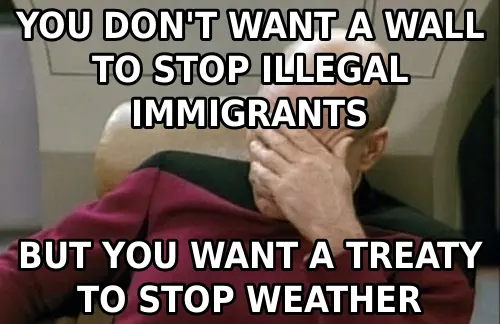 YOU DON'T WANT A WALL
TO STOP ILLEGAL
IMMIGRANTS
BUT YOU WANT A TREATY
TO STOP WEATHER